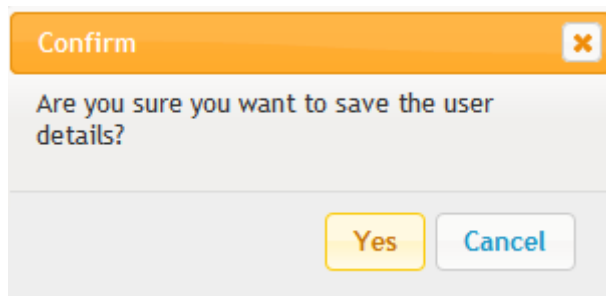 Confirm
Are you sure you want to save the user
details?
Yes
Cancel